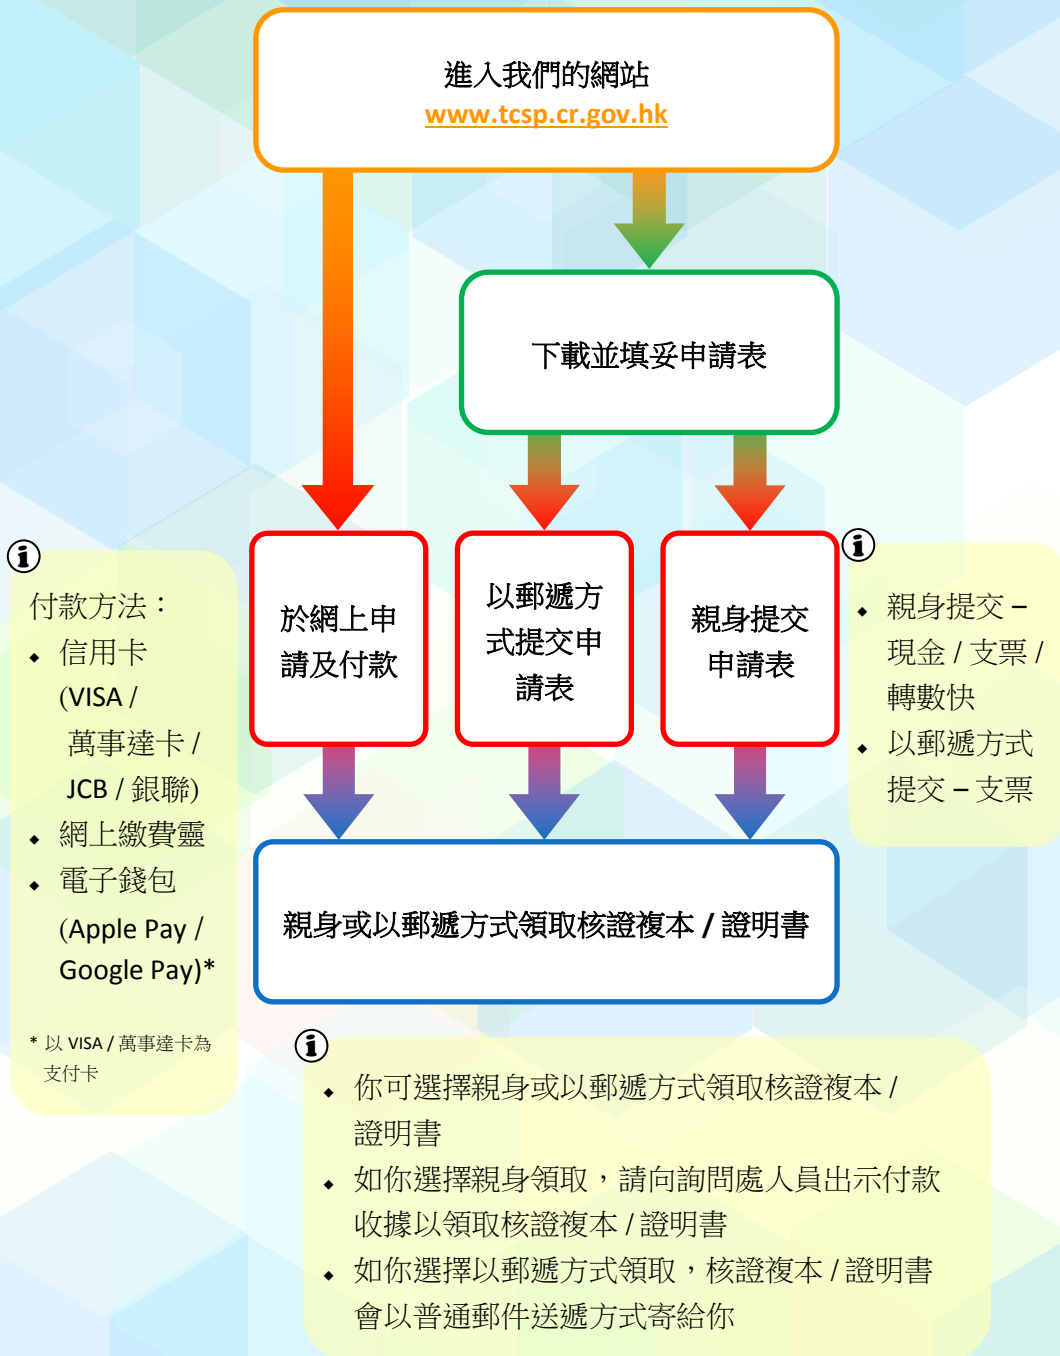 進入我們的網站
www.tcsp.cr.gov.hk
下載並填妥申請表
於網上申
請及付款
以郵遞方
式提交申
請表
親身提交
申請表
付款方法：
⬥ 信用卡
(VISA /
萬事達卡 /
JCB / 銀聯)
⬥ 網上繳費靈
⬥ 電子錢包
(Apple Pay /
Google Pay)*
* 以 VISA / 萬事達卡為
支付卡
⬥ 親身提交 –
現金 / 支票 /
轉數快
⬥ 以郵遞方式
提交 – 支票
親身或以郵遞方式領取核證複本 / 證明書
⬥ 你可選擇親身或以郵遞方式領取核證複本 /
證明書
⬥ 如你選擇親身領取，請向詢問處人員出示付款
收據以領取核證複本 / 證明書
⬥ 如你選擇以郵遞方式領取，核證複本 / 證明書
會以普通郵件送遞方式寄給你